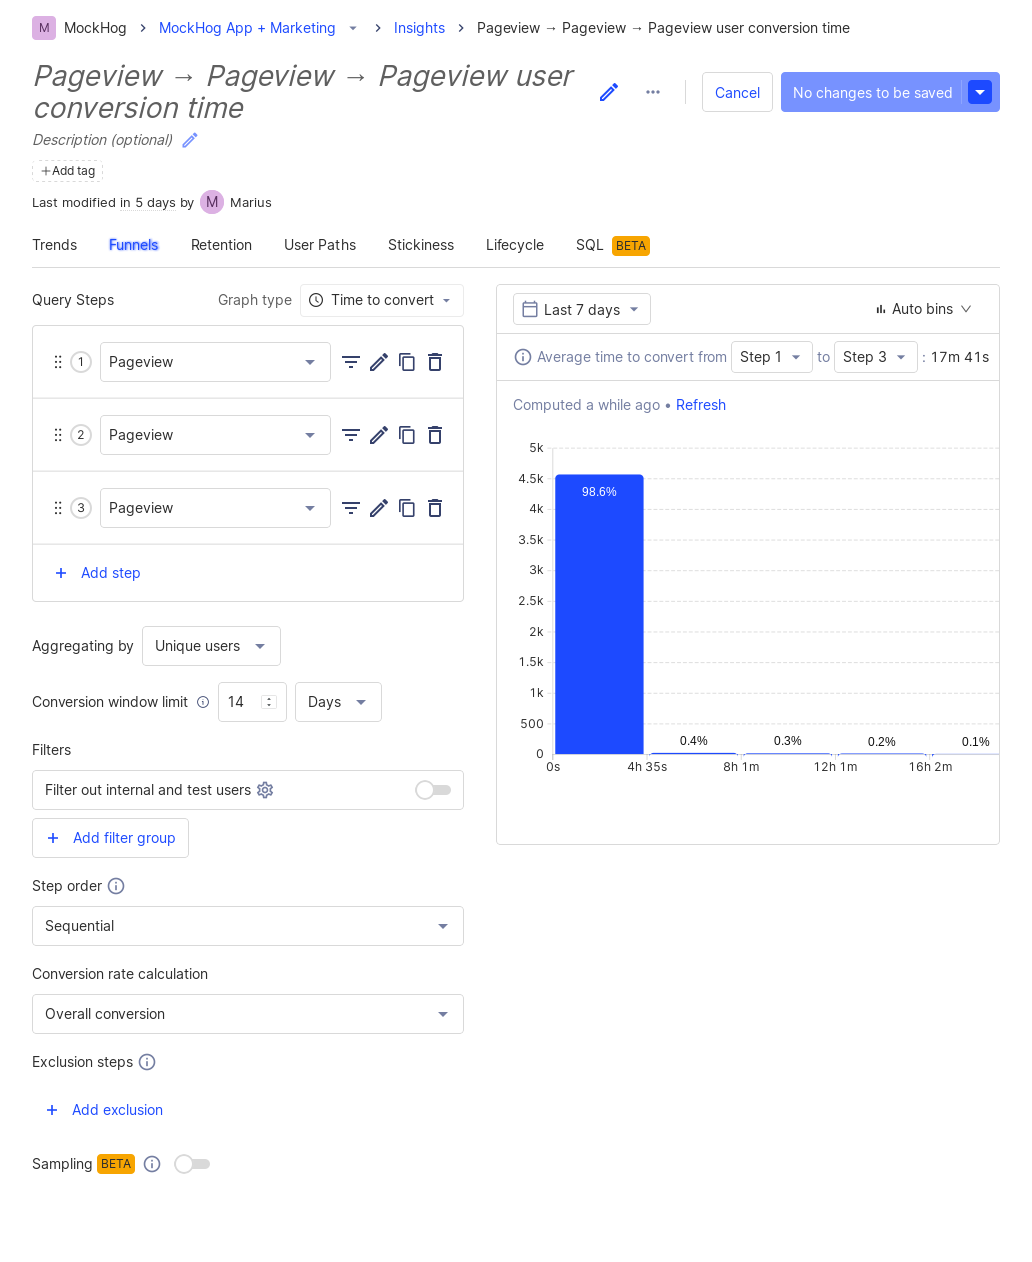 M MockHog > MockHog App + Marketing > Insights > Pageview → Pageview → Pageview user conversion time
Pageview → Pageview → Pageview user
conversion time
Cancel No changes to be saved
Description (optional)
+Add tag
Last modified in 5 days by M Marius
Trends Funnels Retention User Paths Stickiness Lifecycle SQL BETA
Query Steps Graph type Time to convert
1 Pageview
2 Pageview
3 Pageview
+ Add step
Aggregating by Unique users
Conversion window limit 14 Days
Filters
Filter out internal and test users
+ Add filter group
Step order
Sequential
Conversion rate calculation
Overall conversion
Exclusion steps
+ Add exclusion
Sampling BETA
Last 7 days Auto bins
Average time to convert from Step 1 to Step 3 : 17m 41s
Computed a while ago • Refresh
5k
4.5k
4k
3.5k
3k
2.5k
2k
1.5k
1k
500
0
98.6% 0.4% 0.3% 0.2% 0.1%
0s 4h 35s 8h 1m 12h 1m 16h 2m